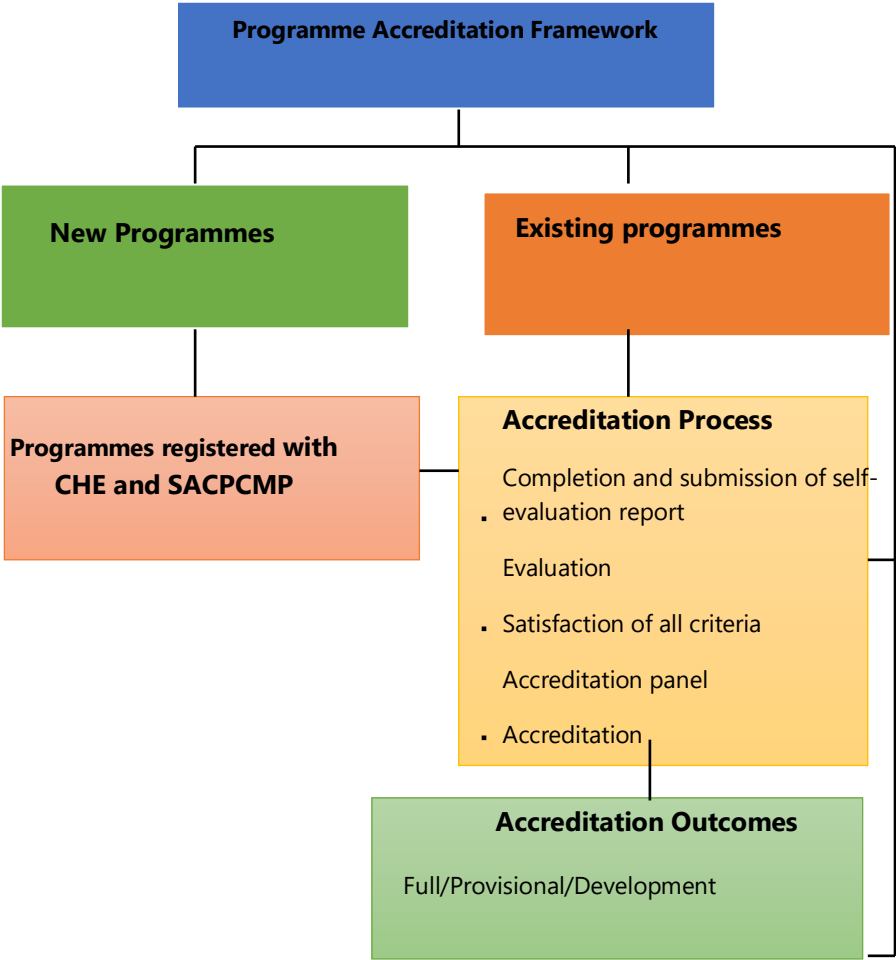 Programme Accreditation Framework
New Programmes
Existing programmes
Programmes registered with
CHE and SACPCMP
Accreditation Process
Completion and submission of self-
▪ evaluation report
Evaluation
▪ Satisfaction of all criteria
Accreditation panel
▪ Accreditation
Accreditation Outcomes
Full/Provisional/Development